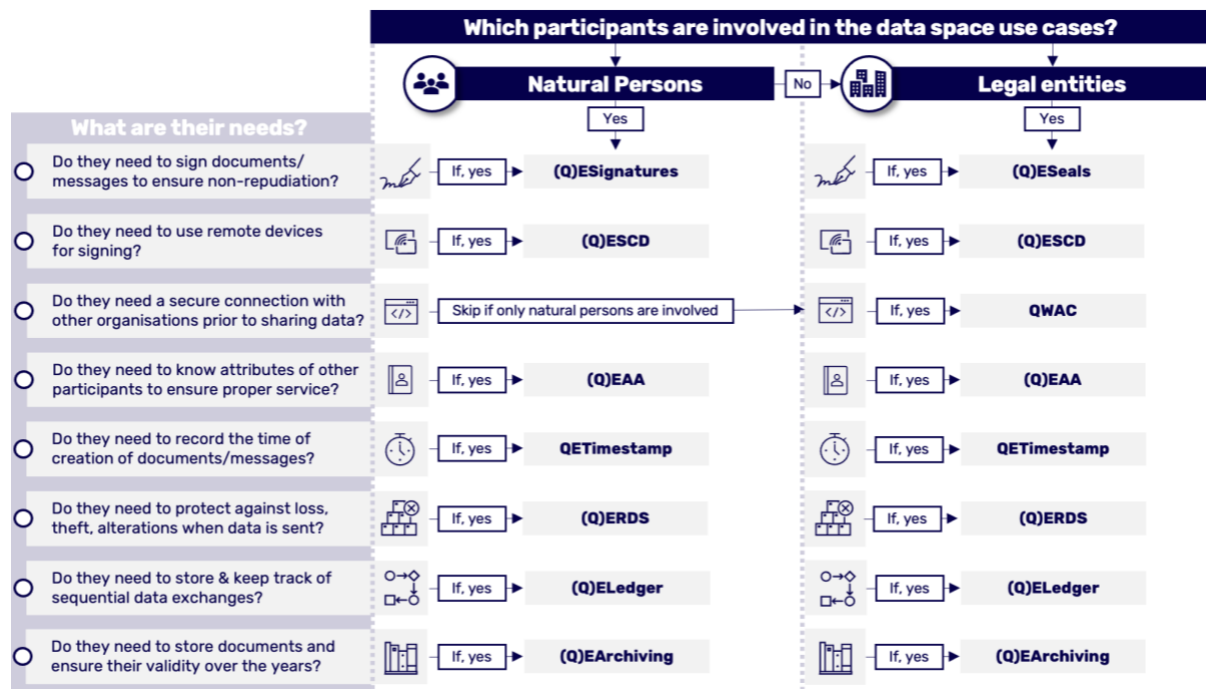 Which participants are involved in the data space use cases?
Natural Persons
No
Legal entities
Yes
Yes
What are their needs?
Do they need to sign documents/
messages to ensure non-repudiation?
If, yes
(Q)ESignatures
If, yes
(Q)ESeals
Do they need to use remote devices
for signing?
If, yes
(Q)ESCD
If, yes
(Q)ESCD
Do they need a secure connection with
other organisations prior to sharing data?
Skip if only natural persons are involved
If, yes
QWAC
Do they need to know attributes of other
participants to ensure proper service?
If, yes
(Q)EAA
If, yes
(Q)EAA
Do they need to record the time of
creation of documents/messages?
If, yes
QETimestamp
If, yes
QETimestamp
Do they need to protect against loss,
theft, alterations when data is sent?
If, yes
(Q)ERDS
If, yes
(Q)ERDS
Do they need to store & keep track of
sequential data exchanges?
If, yes
(Q)ELedger
If, yes
(Q)ELedger
Do they need to store documents and
ensure their validity over the years?
If, yes
(Q)EArchiving
If, yes
(Q)EArchiving